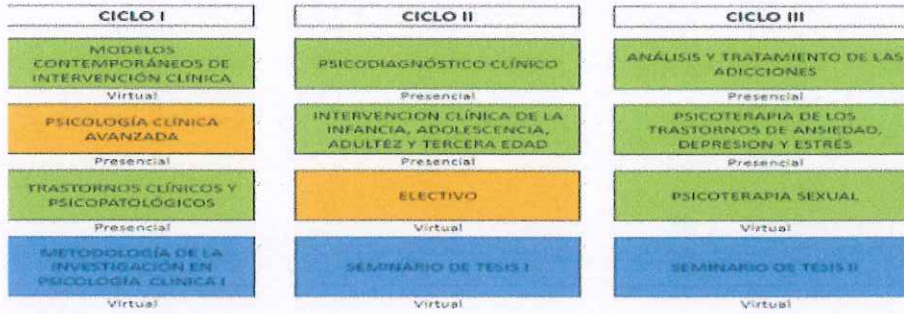 CICLO I
MODELOS
CONTEMPORÁNEOS DE
INTERVENCIÓN CLÍNICA
Virtual
PSICOLOGÍA CLÍNICA
AVANZADA
Presencial
TRASTORNOS CLÍNICOS Y
PSICOPATOLÓGICOS
Presencial
METODOLOGÍA DE LA
INVESTIGACIÓN EN
PSICOLOGÍA CLINICA I
Virtual
CICLO II
PSICODIAGNÓSTICO CLÍNICO
Presencial
INTERVENCION CLÍNICA DE LA
INFANCIA, ADOLESCENCIA,
ADULTEZ Y TERCERA EDAD
Presencial
ELECTIVO
Virtual
SEMINARIO DE TESIS I
Virtual
CICLO III
ANÁLISIS Y TRATAMIENTO DE LAS
ADICCIONES
Presencial
PSICOTERAPIA DE LOS
TRASTORNOS DE ANSIEDAD,
DEPRESION Y ESTRÉS
Presencial
PSICOTERAPIA SEXUAL
Virtual
SEMINARIO DE TESIS II
Virtual